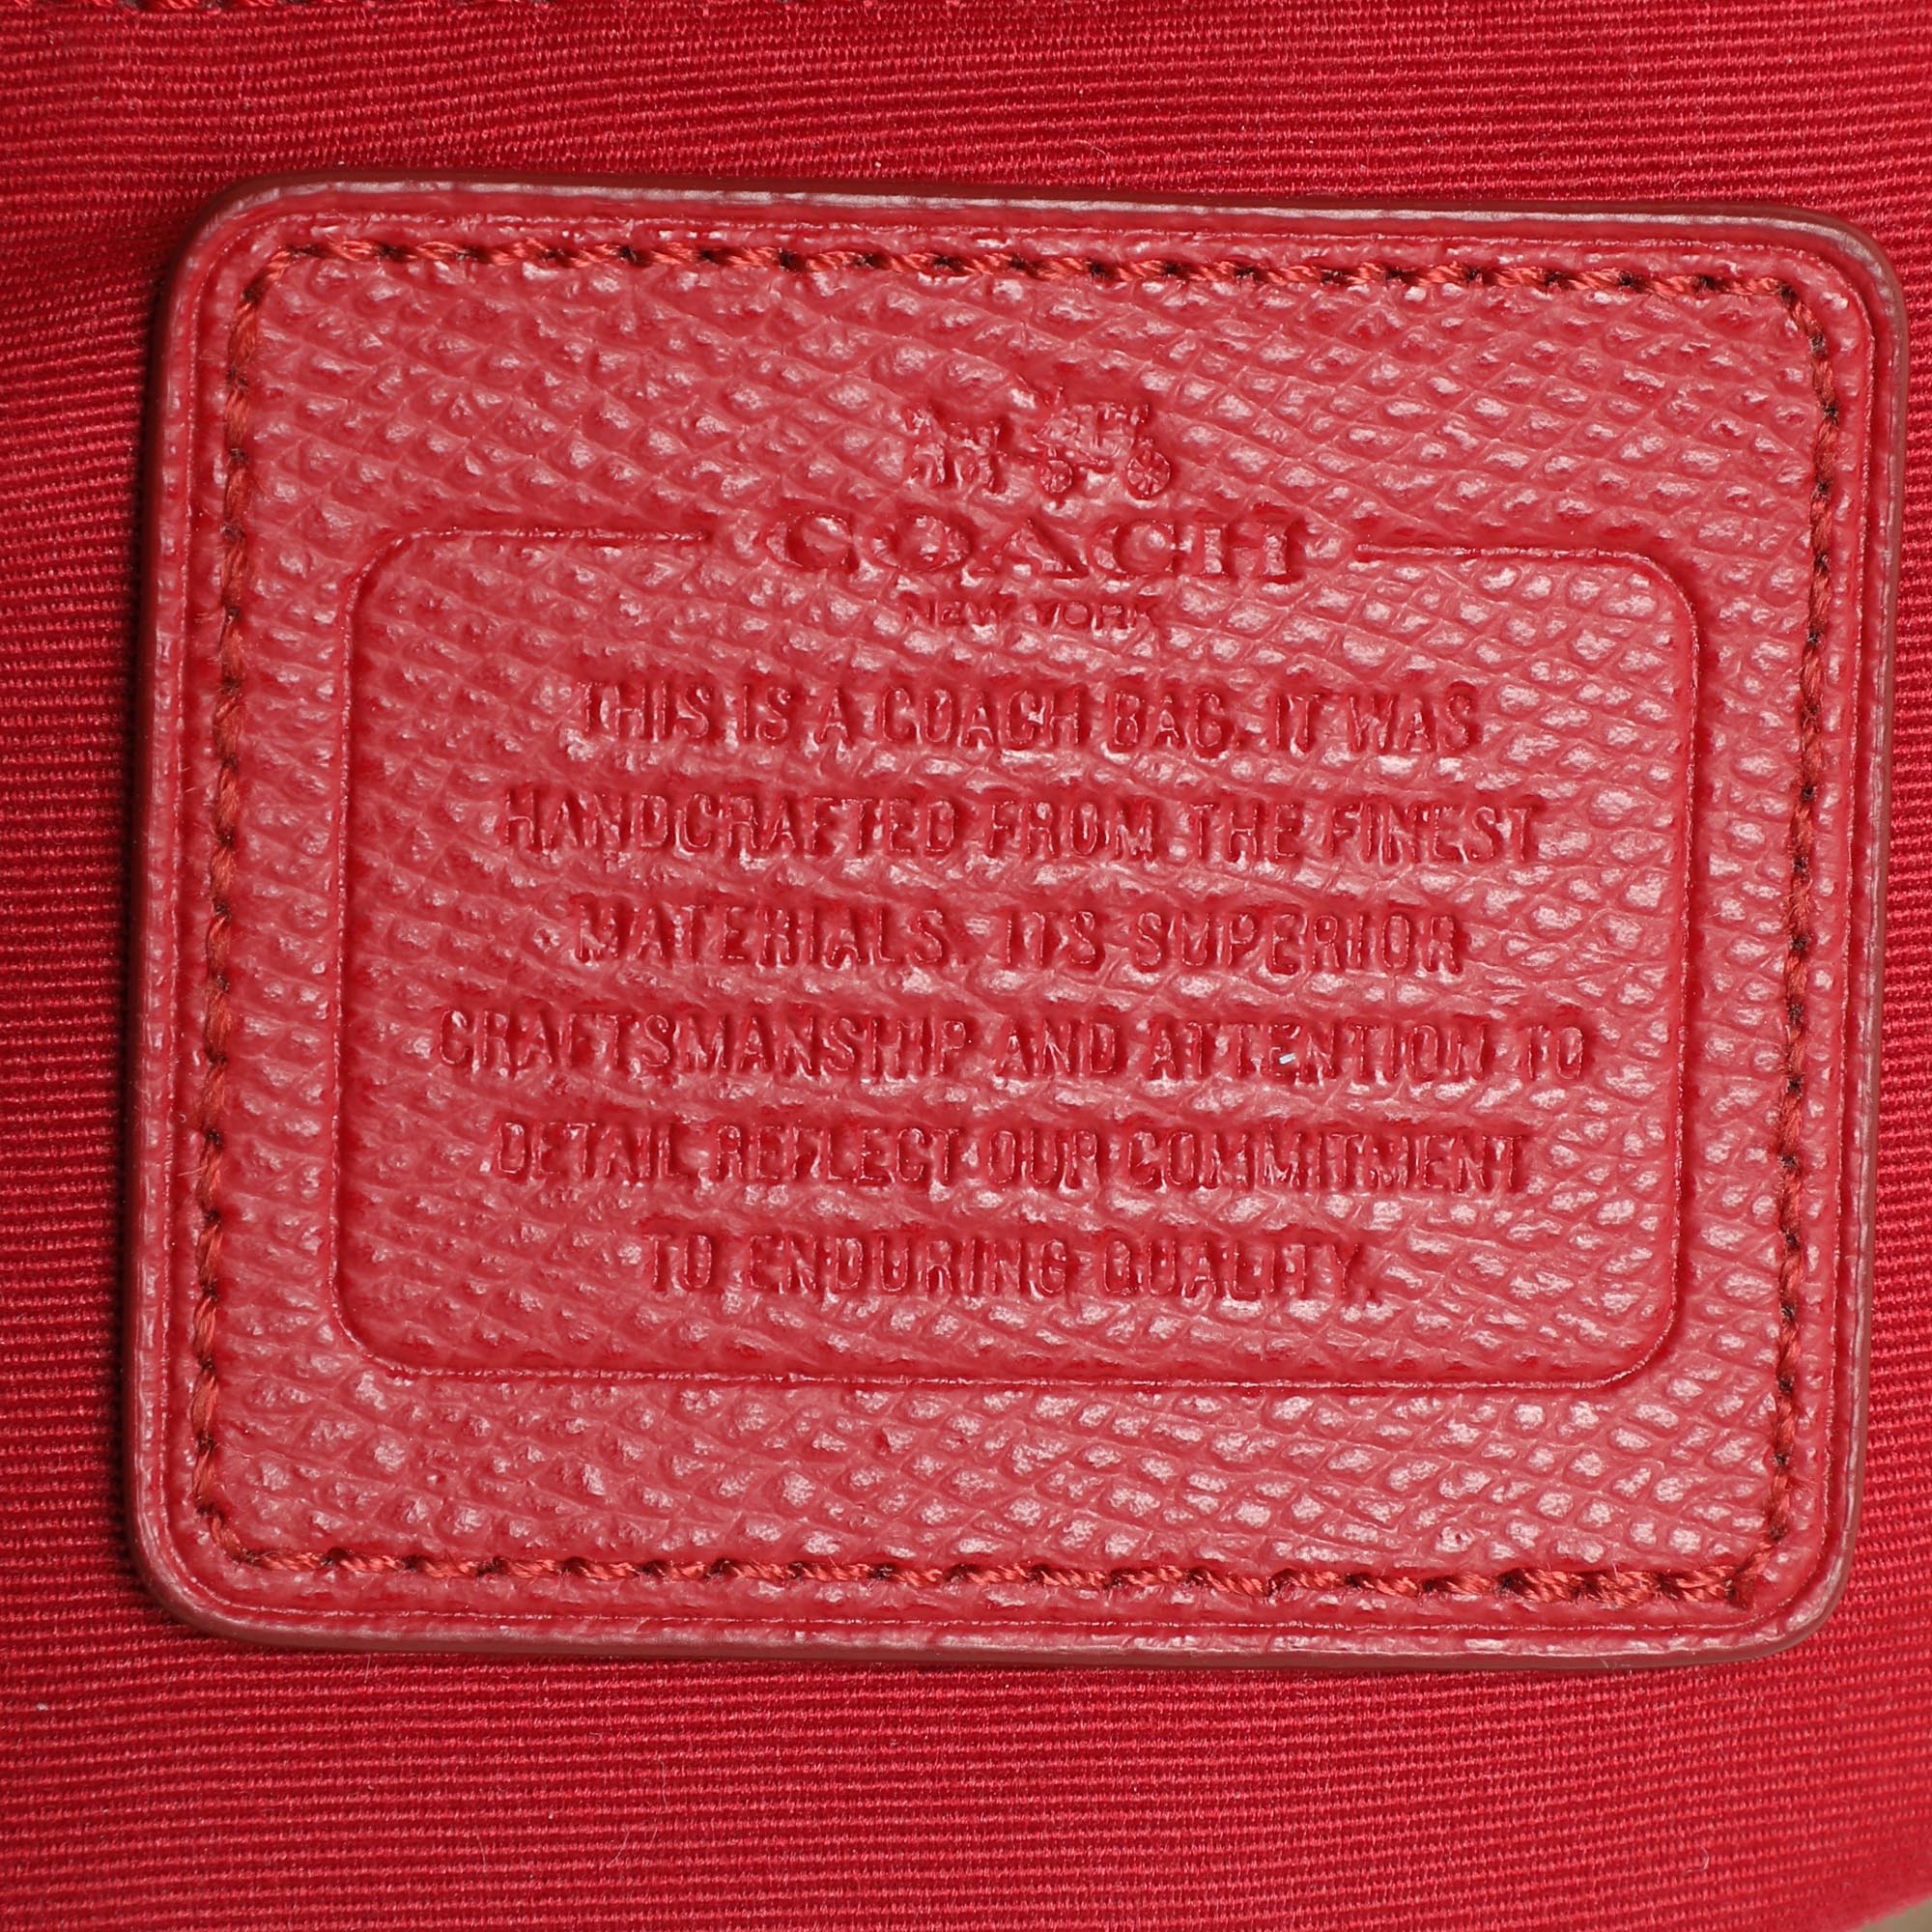 COACH
NEW YORK
THIS IS A COACH BAG. IT WAS
HANDCRAFTED FROM THE FINEST
MATERIALS. ITS SUPERIOR
CRAFTSMANSHIP AND ATTENTION TO
DETAIL REFLECT OUR COMMITMENT
TO ENDURING QUALITY.